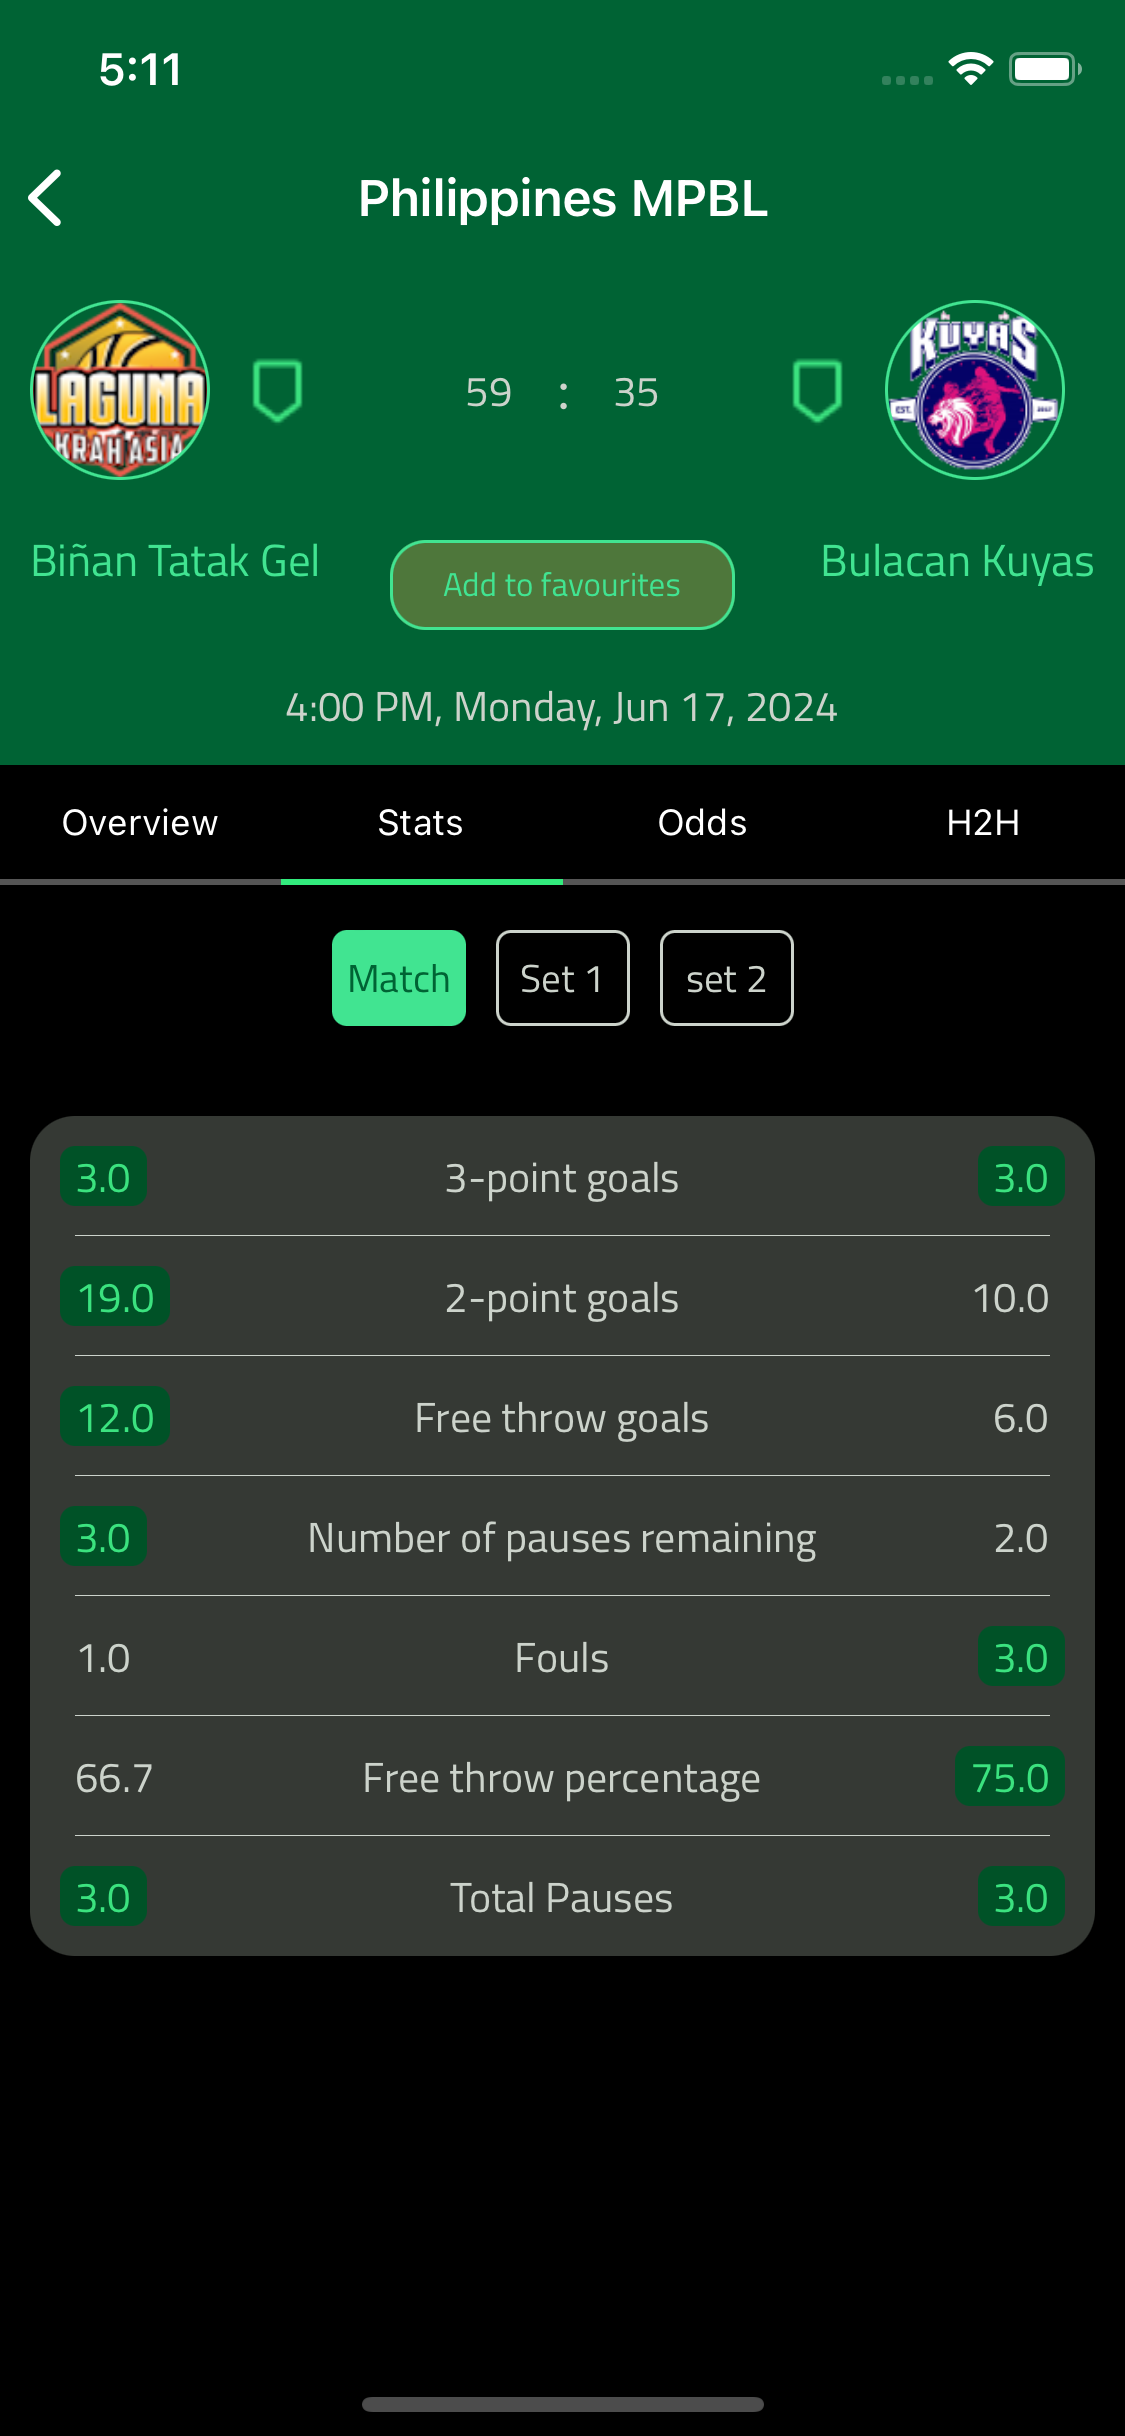 5:11
Philippines MPBL
LAGUNA
KRAH ASIA
59 : 35
KUYAS
EST. 2017
Biñan Tatak Gel
Add to favourites
Bulacan Kuyas
4:00 PM, Monday, Jun 17, 2024
Overview Stats Odds H2H
Match Set 1 set 2
3.0 3-point goals 3.0
19.0 2-point goals 10.0
12.0 Free throw goals 6.0
3.0 Number of pauses remaining 2.0
1.0 Fouls 3.0
66.7 Free throw percentage 75.0
3.0 Total Pauses 3.0